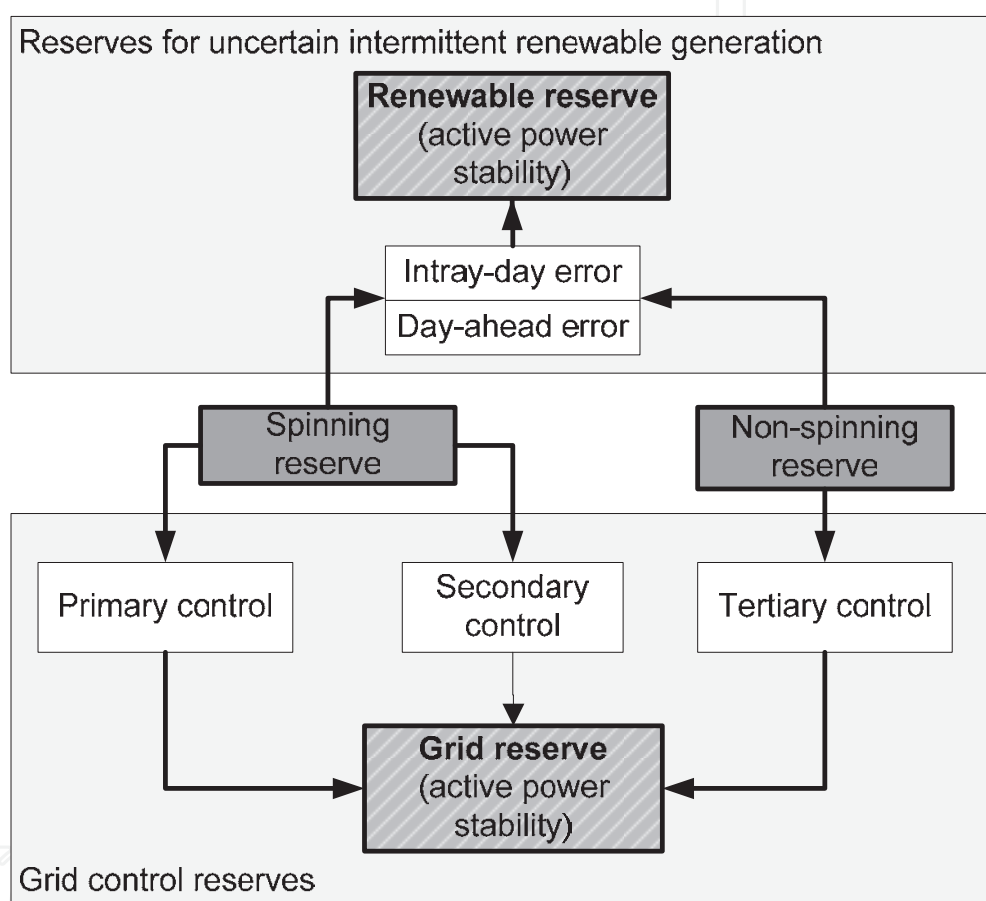 Reserves for uncertain intermittent renewable generation
Renewable reserve
(active power
stability)
Intray-day error
Day-ahead error
Spinning
reserve
Non-spinning
reserve
Primary control
Secondary
control
Tertiary control
Grid reserve
(active power
stability)
Grid control reserves